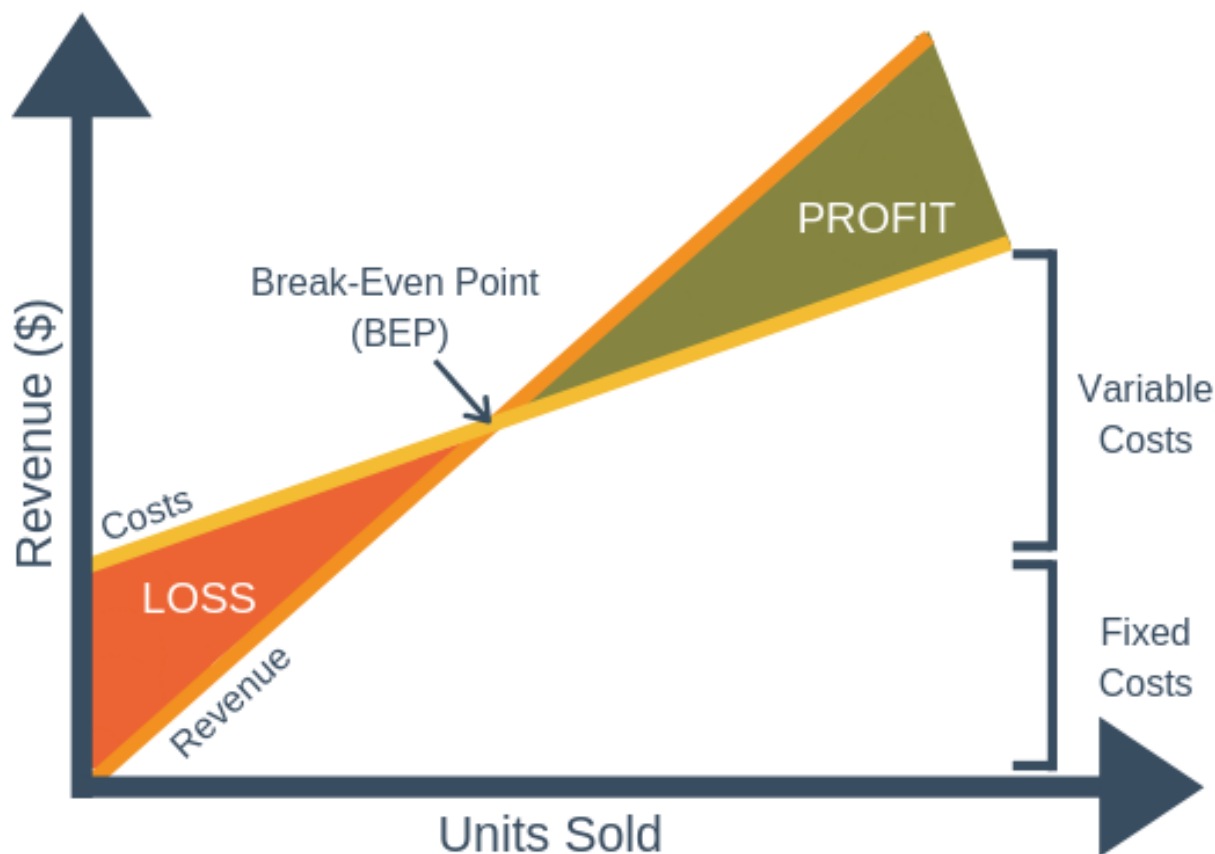 Revenue ($)
Break-Even Point
(BEP)
PROFIT
Variable
Costs
Costs
LOSS
Revenue
Fixed
Costs
Units Sold